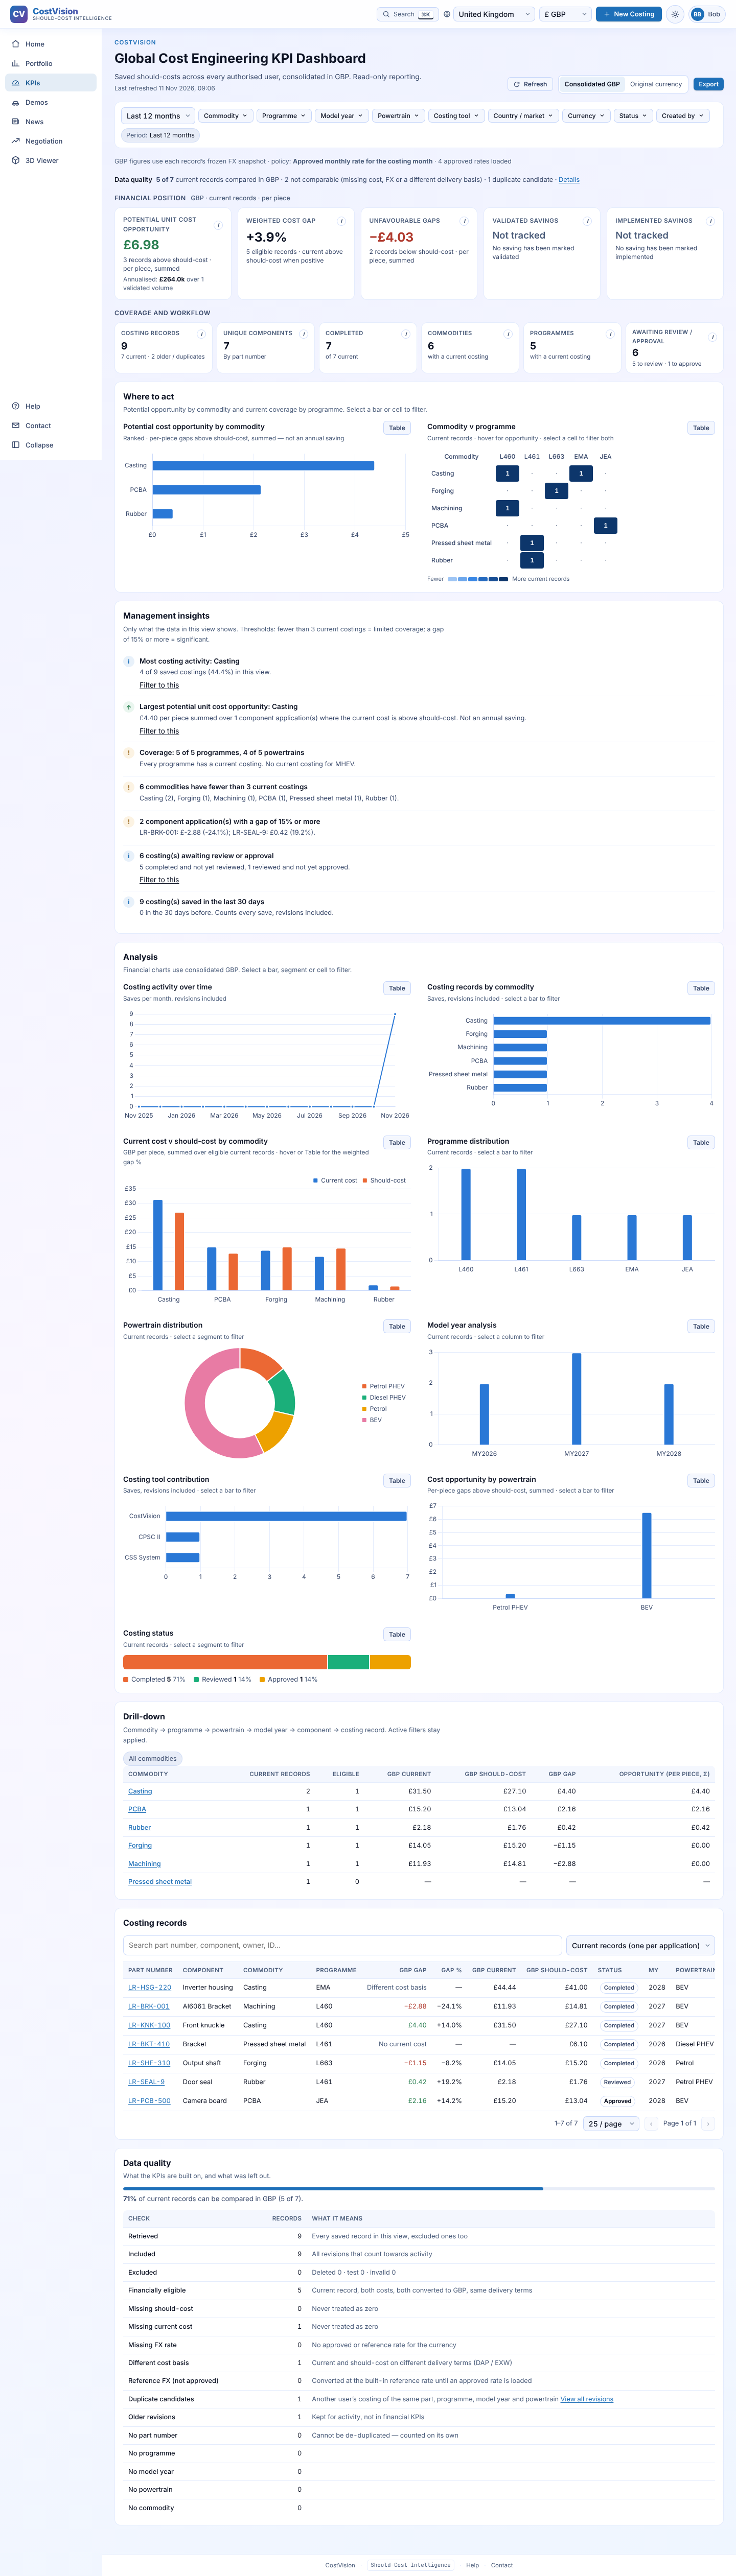 CV CostVision
SHOULD-COST INTELLIGENCE
Search ⌘K
United Kingdom
£ GBP
+ New Costing
BB Bob
Home
Portfolio
KPIs
Demos
News
Negotiation
3D Viewer
Help
Contact
Collapse
COSTVISION
Global Cost Engineering KPI Dashboard
Saved should-costs across every authorised user, consolidated in GBP. Read-only reporting.
Last refreshed 11 Nov 2026, 09:06
Refresh
Consolidated GBP
Original currency
Export
Last 12 months
Commodity
Programme
Model year
Powertrain
Costing tool
Country / market
Currency
Status
Created by
Period: Last 12 months
GBP figures use each record's frozen FX snapshot · policy: Approved monthly rate for the costing month · 4 approved rates loaded
Data quality 5 of 7 current records compared in GBP · 2 not comparable (missing cost, FX or a different delivery basis) · 1 duplicate candidate · Details
FINANCIAL POSITION GBP · current records · per piece
POTENTIAL UNIT COST OPPORTUNITY
£6.98
3 records above should-cost · per piece, summed
Annualised: £264.0k over 1 validated volume
WEIGHTED COST GAP
+3.9%
5 eligible records · current above should-cost when positive
UNFAVOURABLE GAPS
−£4.03
2 records below should-cost · per piece, summed
VALIDATED SAVINGS
Not tracked
No saving has been marked validated
IMPLEMENTED SAVINGS
Not tracked
No saving has been marked implemented
COVERAGE AND WORKFLOW
COSTING RECORDS
9
7 current · 2 older / duplicates
UNIQUE COMPONENTS
7
By part number
COMPLETED
7
of 7 current
COMMODITIES
6
with a current costing
PROGRAMMES
5
with a current costing
AWAITING REVIEW / APPROVAL
6
5 to review · 1 to approve
Where to act
Potential opportunity by commodity and current coverage by programme. Select a bar or cell to filter.
Potential cost opportunity by commodity
Table
Ranked · per-piece gaps above should-cost, summed — not an annual saving
Casting
PCBA
Rubber
£0 £1 £2 £3 £4 £5
Commodity v programme
Table
Current records · hover for opportunity · select a cell to filter both
Commodity L460 L461 L663 EMA JEA
Casting 1 · · 1 ·
Forging · · 1 · ·
Machining 1 · · · ·
PCBA · · · · 1
Pressed sheet metal · 1 · · ·
Rubber · 1 · · ·
Fewer More current records
Management insights
Only what the data in this view shows. Thresholds: fewer than 3 current costings = limited coverage; a gap
of 15% or more = significant.
Most costing activity: Casting
4 of 9 saved costings (44.4%) in this view.
Filter to this
Largest potential unit cost opportunity: Casting
£4.40 per piece summed over 1 component application(s) where the current cost is above should-cost. Not an annual saving.
Filter to this
Coverage: 5 of 5 programmes, 4 of 5 powertrains
Every programme has a current costing. No current costing for MHEV.
6 commodities have fewer than 3 current costings
Casting (2), Forging (1), Machining (1), PCBA (1), Pressed sheet metal (1), Rubber (1).
2 component application(s) with a gap of 15% or more
LR-BRK-001: £-2.88 (-24.1%); LR-SEAL-9: £0.42 (19.2%).
6 costing(s) awaiting review or approval
5 completed and not yet reviewed, 1 reviewed and not yet approved.
Filter to this
9 costing(s) saved in the last 30 days
0 in the 30 days before. Counts every save, revisions included.
Analysis
Financial charts use consolidated GBP. Select a bar, segment or cell to filter.
Costing activity over time
Table
Saves per month, revisions included
9
8
7
6
5
4
3
2
1
0
Nov 2025 Jan 2026 Mar 2026 May 2026 Jul 2026 Sep 2026 Nov 2026
Costing records by commodity
Table
Saves, revisions included · select a bar to filter
Casting
Forging
Machining
PCBA
Pressed sheet metal
Rubber
0 1 2 3 4
Current cost v should-cost by commodity
Table
GBP per piece, summed over eligible current records · hover or Table for the weighted
gap %
Current cost Should-cost
£35
£30
£25
£20
£15
£10
£5
£0
Casting PCBA Forging Machining Rubber
Programme distribution
Table
Current records · select a bar to filter
2
1
0
L460 L461 L663 EMA JEA
Powertrain distribution
Table
Current records · select a segment to filter
Petrol PHEV
Diesel PHEV
Petrol
BEV
Model year analysis
Table
Current records · select a column to filter
3
2
1
0
MY2026 MY2027 MY2028
Costing tool contribution
Table
Saves, revisions included · select a bar to filter
CostVision
CPSC II
CSS System
0 1 2 3 4 5 6 7
Cost opportunity by powertrain
Table
Per-piece gaps above should-cost, summed · select a bar to filter
£7
£6
£5
£4
£3
£2
£1
£0
Petrol PHEV BEV
Costing status
Table
Current records · select a segment to filter
Completed 5 71% Reviewed 1 14% Approved 1 14%
Drill-down
Commodity → programme → powertrain → model year → component → costing record. Active filters stay
applied.
All commodities
COMMODITY CURRENT RECORDS ELIGIBLE GBP CURRENT GBP SHOULD-COST GBP GAP OPPORTUNITY (PER PIECE, Σ)
Casting 2 1 £31.50 £27.10 £4.40 £4.40
PCBA 1 1 £15.20 £13.04 £2.16 £2.16
Rubber 1 1 £2.18 £1.76 £0.42 £0.42
Forging 1 1 £14.05 £15.20 −£1.15 £0.00
Machining 1 1 £11.93 £14.81 −£2.88 £0.00
Pressed sheet metal 1 0 — — — —
Costing records
Search part number, component, owner, ID...
Current records (one per application)
PART NUMBER COMPONENT COMMODITY PROGRAMME GBP GAP GAP % GBP CURRENT GBP SHOULD-COST STATUS MY POWERTRAIN
LR-HSG-220 Inverter housing Casting EMA Different cost basis — £44.44 £41.00 Completed 2028 BEV
LR-BRK-001 Al6061 Bracket Machining L460 −£2.88 −24.1% £11.93 £14.81 Completed 2027 BEV
LR-KNK-100 Front knuckle Casting L460 £4.40 +14.0% £31.50 £27.10 Completed 2027 BEV
LR-BKT-410 Bracket Pressed sheet metal L461 No current cost — — £6.10 Completed 2026 Diesel PHEV
LR-SHF-310 Output shaft Forging L663 −£1.15 −8.2% £14.05 £15.20 Completed 2026 Petrol
LR-SEAL-9 Door seal Rubber L461 £0.42 +19.2% £2.18 £1.76 Reviewed 2027 Petrol PHEV
LR-PCB-500 Camera board PCBA JEA £2.16 +14.2% £15.20 £13.04 Approved 2028 BEV
1–7 of 7 25 / page ‹ Page 1 of 1 ›
Data quality
What the KPIs are built on, and what was left out.
71% of current records can be compared in GBP (5 of 7).
CHECK RECORDS WHAT IT MEANS
Retrieved 9 Every saved record in this view, excluded ones too
Included 9 All revisions that count towards activity
Excluded 0 Deleted 0 · test 0 · invalid 0
Financially eligible 5 Current record, both costs, both converted to GBP, same delivery terms
Missing should-cost 0 Never treated as zero
Missing current cost 1 Never treated as zero
Missing FX rate 0 No approved or reference rate for the currency
Different cost basis 1 Current and should-cost on different delivery terms (DAP / EXW)
Reference FX (not approved) 0 Converted at the built-in reference rate until an approved rate is loaded
Duplicate candidates 1 Another user's costing of the same part, programme, model year and powertrain View all revisions
Older revisions 1 Kept for activity, not in financial KPIs
No part number 0 Cannot be de-duplicated — counted on its own
No programme 0
No model year 0
No powertrain 0
No commodity 0
CostVision Should-Cost Intelligence Help Contact